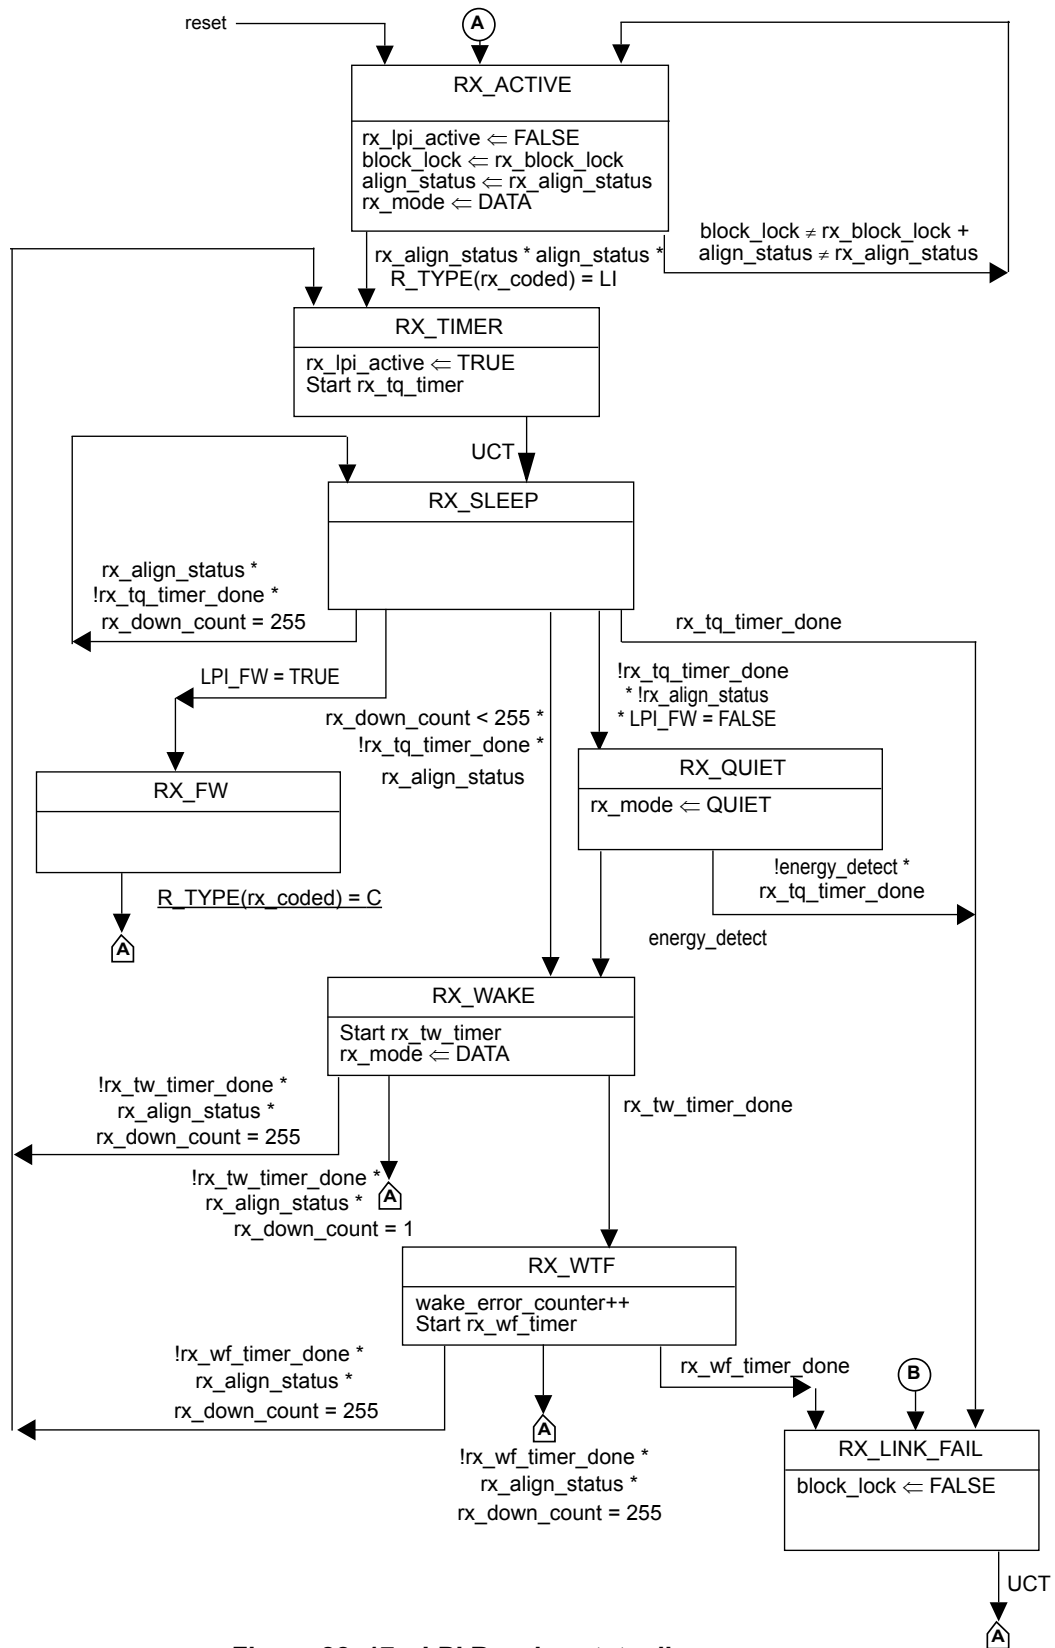 reset
A
RX_ACTIVE
rx_lpi_active ⇐ FALSE
block_lock ⇐ rx_block_lock
align_status ⇐ rx_align_status
rx_mode ⇐ DATA
block_lock ≠ rx_block_lock +
align_status ≠ rx_align_status
rx_align_status * align_status *
R_TYPE(rx_coded) = LI
RX_TIMER
rx_lpi_active ⇐ TRUE
Start rx_tq_timer
UCT
RX_SLEEP
rx_align_status *
!rx_tq_timer_done *
rx_down_count = 255
rx_tq_timer_done
LPI_FW = TRUE
!rx_tq_timer_done
* !rx_align_status
* LPI_FW = FALSE
rx_down_count < 255 *
!rx_tq_timer_done *
rx_align_status
RX_FW
RX_QUIET
rx_mode ⇐ QUIET
R_TYPE(rx_coded) = C
A
!energy_detect *
rx_tq_timer_done
energy_detect
RX_WAKE
Start rx_tw_timer
rx_mode ⇐ DATA
!rx_tw_timer_done *
rx_align_status *
rx_down_count = 255
rx_tw_timer_done
!rx_tw_timer_done *
rx_align_status *
rx_down_count = 1
A
RX_WTF
wake_error_counter++
Start rx_wf_timer
!rx_wf_timer_done *
rx_align_status *
rx_down_count = 255
rx_wf_timer_done
B
A
!rx_wf_timer_done *
rx_align_status *
rx_down_count = 255
RX_LINK_FAIL
block_lock ⇐ FALSE
UCT
A